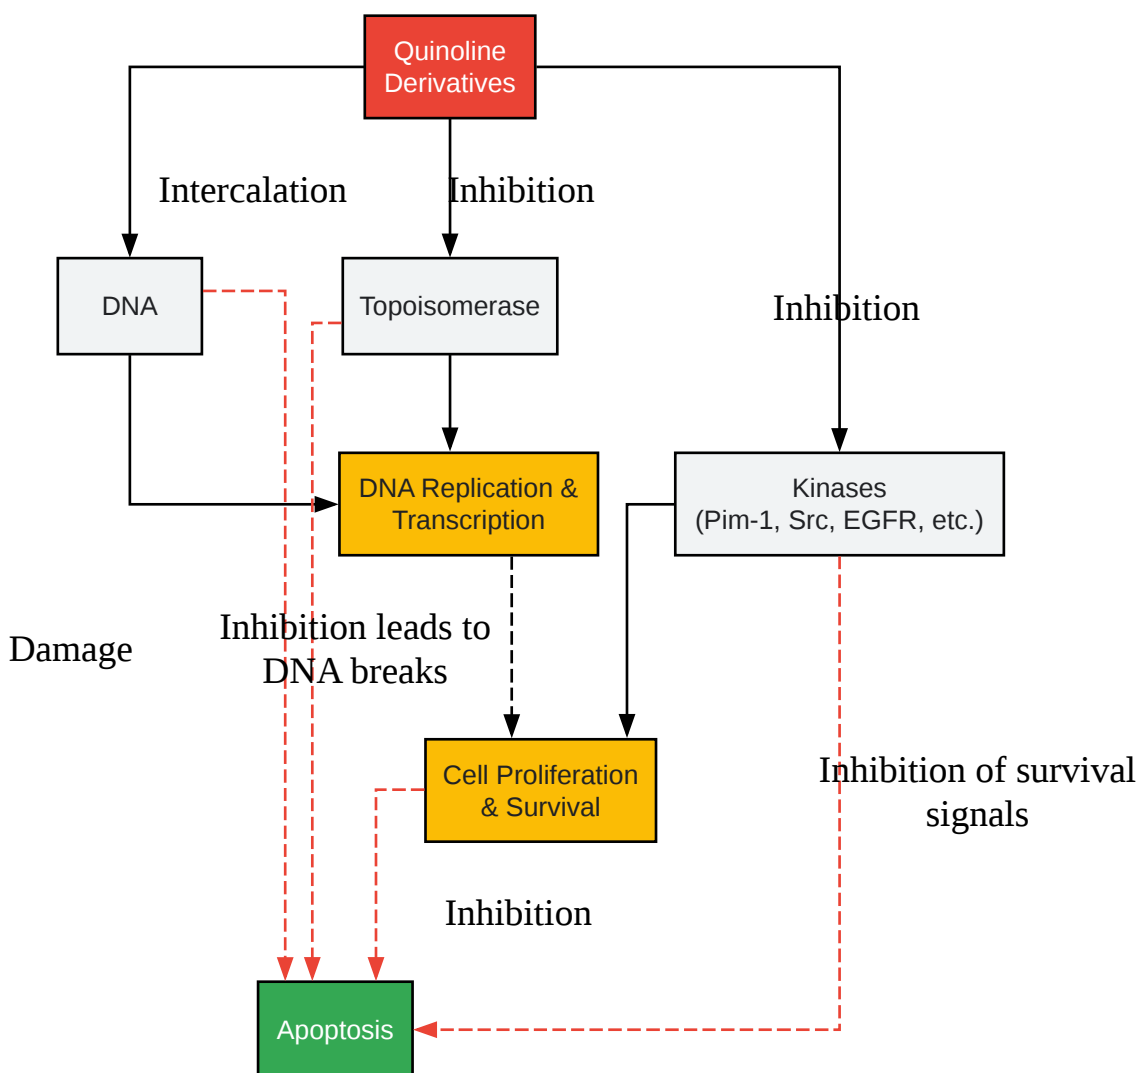 Quinoline
Derivatives
Intercalation
Inhibition
DNA
Topoisomerase
Inhibition
DNA Replication &
Transcription
Kinases
(Pim-1, Src, EGFR, etc.)
Damage
Inhibition leads to
DNA breaks
Cell Proliferation
& Survival
Inhibition of survival
signals
Inhibition
Apoptosis